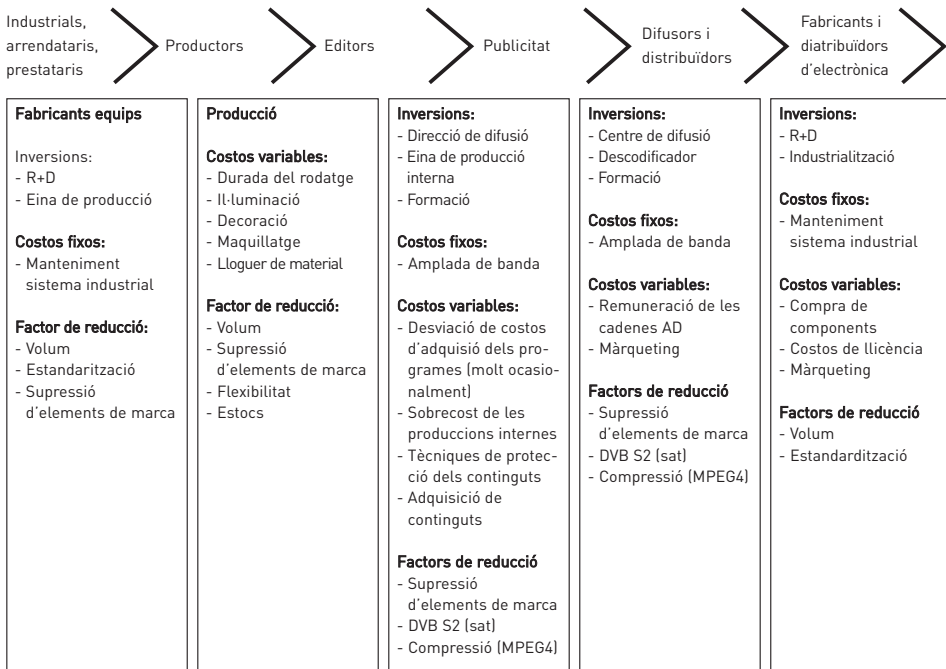 Industrials,
arrendataris,
prestataris
Productors
Editors
Publicitat
Difusors i
distribuïdors
Fabricants i
diatribuïdors
d'electrònica
Fabricants equips
Inversions:
- R+D
- Eina de producció
Costos fixos:
- Manteniment
sistema industrial
Factor de reducció:
- Volum
- Estandarització
- Supressió
d'elements de marca
Producció
Costos variables:
- Durada del rodatge
- Il·luminació
- Decoració
- Maquillatge
- Lloguer de material
Factor de reducció:
- Volum
- Supressió
d'elements de marca
- Flexibilitat
- Estocs
Inversions:
- Direcció de difusió
- Eina de producció
interna
- Formació
Costos fixos:
- Amplada de banda
Costos variables:
- Desviació de costos
d'adquisió dels pro-
grames (molt ocasio-
nalment)
- Sobrecost de les
produccions internes
- Tècniques de protec-
ció dels continguts
- Adquisició de
continguts
Factors de reducció
- Supressió
d'elements de marca
- DVB S2 (sat)
- Compressió (MPEG4)
Inversions:
- Centre de difusió
- Descodificador
- Formació
Costos fixos:
- Amplada de banda
Costos variables:
- Remuneració de les
cadenes AD
- Màrqueting
Factors de reducció
- Supressió
d'elements de marca
- DVB S2 (sat)
- Compressió (MPEG4)
Inversions:
- R+D
- Industrialització
Costos fixos:
- Manteniment
sistema industrial
Costos variables:
- Compra de
components
- Costos de llicència
- Màrqueting
Factors de reducció
- Volum
- Estandardització